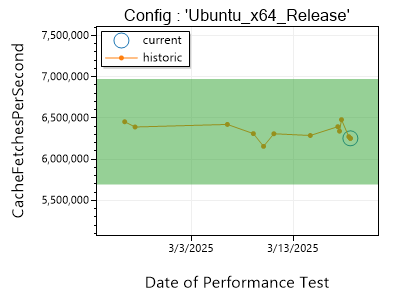 Config : 'Ubuntu_x64_Release'
current
historic
CacheFetchesPerSecond
7,500,000
7,000,000
6,500,000
6,000,000
5,500,000
3/3/2025
3/13/2025
Date of Performance Test